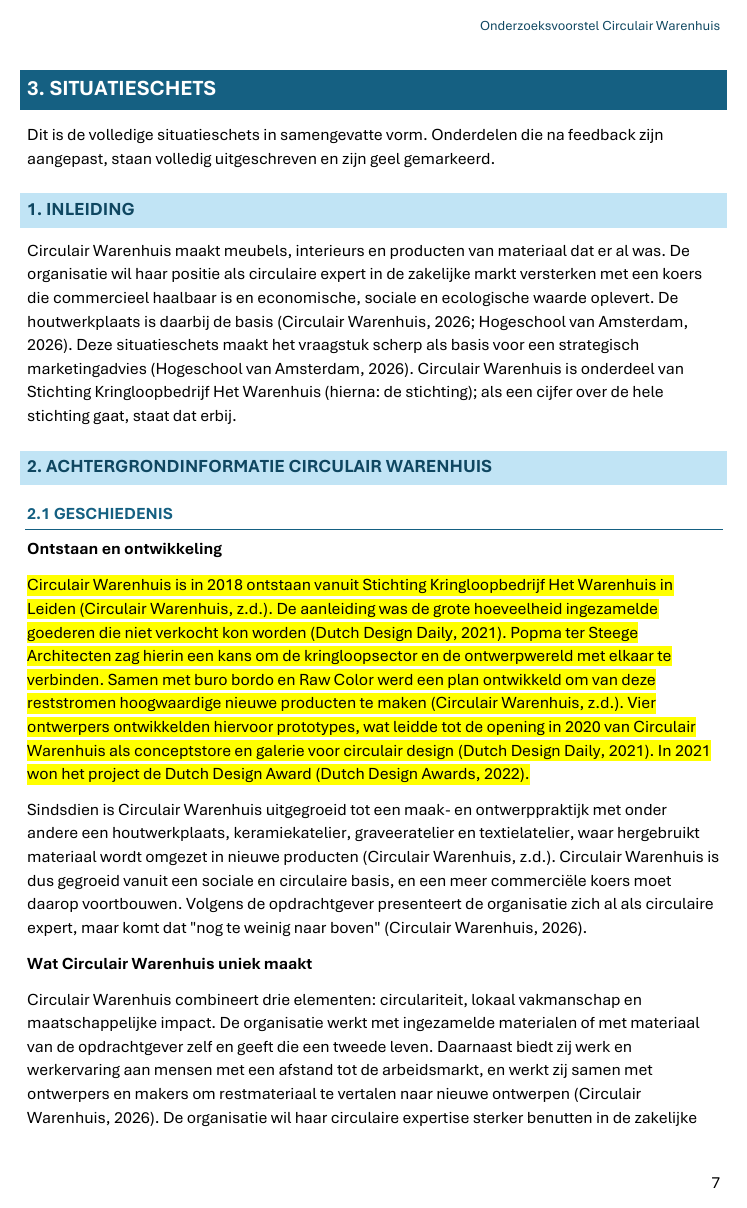 Onderzoeksvoorstel Circulair Warenhuis
3. SITUATIESCHETS
Dit is de volledige situatieschets in samengevatte vorm. Onderdelen die na feedback zijn
aangepast, staan volledig uitgeschreven en zijn geel gemarkeerd.
1. INLEIDING
Circulair Warenhuis maakt meubels, interieurs en producten van materiaal dat er al was. De
organisatie wil haar positie als circulaire expert in de zakelijke markt versterken met een koers
die commercieel haalbaar is en economische, sociale en ecologische waarde oplevert. De
houtwerkplaats is daarbij de basis (Circulair Warenhuis, 2026; Hogeschool van Amsterdam,
2026). Deze situatieschets maakt het vraagstuk scherp als basis voor een strategisch
marketingadvies (Hogeschool van Amsterdam, 2026). Circulair Warenhuis is onderdeel van
Stichting Kringloopbedrijf Het Warenhuis (hierna: de stichting); als een cijfer over de hele
stichting gaat, staat dat erbij.
2. ACHTERGRONDINFORMATIE CIRCULAIR WARENHUIS
2.1 GESCHIEDENIS
Ontstaan en ontwikkeling
Circulair Warenhuis is in 2018 ontstaan vanuit Stichting Kringloopbedrijf Het Warenhuis in
Leiden (Circulair Warenhuis, z.d.). De aanleiding was de grote hoeveelheid ingezamelde
goederen die niet verkocht kon worden (Dutch Design Daily, 2021). Popma ter Steege
Architecten zag hierin een kans om de kringloopsector en de ontwerpwereld met elkaar te
verbinden. Samen met buro bordo en Raw Color werd een plan ontwikkeld om van deze
reststromen hoogwaardige nieuwe producten te maken (Circulair Warenhuis, z.d.). Vier
ontwerpers ontwikkelden hiervoor prototypes, wat leidde tot de opening in 2020 van Circulair
Warenhuis als conceptstore en galerie voor circulair design (Dutch Design Daily, 2021). In 2021
won het project de Dutch Design Award (Dutch Design Awards, 2022).
Sindsdien is Circulair Warenhuis uitgegroeid tot een maak- en ontwerppraktijk met onder
andere een houtwerkplaats, keramiekatelier, graveeratelier en textielatelier, waar hergebruikt
materiaal wordt omgezet in nieuwe producten (Circulair Warenhuis, z.d.). Circulair Warenhuis is
dus gegroeid vanuit een sociale en circulaire basis, en een meer commerciële koers moet
daarop voortbouwen. Volgens de opdrachtgever presenteert de organisatie zich al als circulaire
expert, maar komt dat "nog te weinig naar boven" (Circulair Warenhuis, 2026).
Wat Circulair Warenhuis uniek maakt
Circulair Warenhuis combineert drie elementen: circulariteit, lokaal vakmanschap en
maatschappelijke impact. De organisatie werkt met ingezamelde materialen of met materiaal
van de opdrachtgever zelf en geeft die een tweede leven. Daarnaast biedt zij werk en
werkervaring aan mensen met een afstand tot de arbeidsmarkt, en werkt zij samen met
ontwerpers en makers om restmateriaal te vertalen naar nieuwe ontwerpen (Circulair
Warenhuis, 2026). De organisatie wil haar circulaire expertise sterker benutten in de zakelijke
7